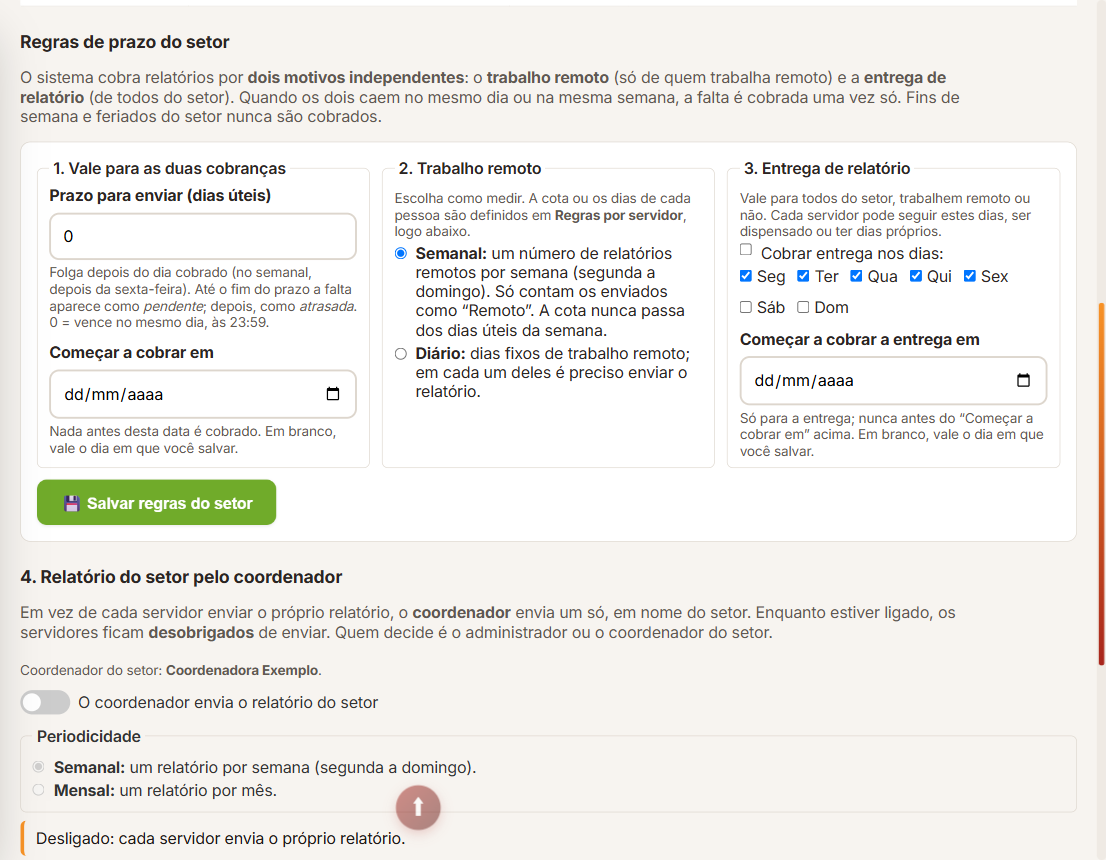 Regras de prazo do setor
O sistema cobra relatórios por dois motivos independentes: o trabalho remoto (só de quem trabalha remoto) e a entrega de
relatório (de todos do setor). Quando os dois caem no mesmo dia ou na mesma semana, a falta é cobrada uma vez só. Fins de
semana e feriados do setor nunca são cobrados.
1. Vale para as duas cobranças
Prazo para enviar (dias úteis)
0
Folga depois do dia cobrado (no semanal,
depois da sexta-feira). Até o fim do prazo a falta
aparece como pendente; depois, como atrasada.
0 = vence no mesmo dia, às 23:59.
Começar a cobrar em
dd/mm/aaaa
Nada antes desta data é cobrado. Em branco,
vale o dia em que você salvar.
2. Trabalho remoto
Escolha como medir. A cota ou os dias de cada
pessoa são definidos em Regras por servidor,
logo abaixo.
Semanal: um número de relatórios
remotos por semana (segunda a
domingo). Só contam os enviados
como “Remoto”. A cota nunca passa
dos dias úteis da semana.
Diário: dias fixos de trabalho remoto;
em cada um deles é preciso enviar o
relatório.
3. Entrega de relatório
Vale para todos do setor, trabalhem remoto ou
não. Cada servidor pode seguir estes dias, ser
dispensado ou ter dias próprios.
Cobrar entrega nos dias:
Seg Ter Qua Qui Sex
Sáb Dom
Começar a cobrar a entrega em
dd/mm/aaaa
Só para a entrega; nunca antes do “Começar a
cobrar em” acima. Em branco, vale o dia em que
você salvar.
Salvar regras do setor
4. Relatório do setor pelo coordenador
Em vez de cada servidor enviar o próprio relatório, o coordenador envia um só, em nome do setor. Enquanto estiver ligado, os
servidores ficam desobrigados de enviar. Quem decide é o administrador ou o coordenador do setor.
Coordenador do setor: Coordenadora Exemplo.
O coordenador envia o relatório do setor
Periodicidade
Semanal: um relatório por semana (segunda a domingo).
Mensal: um relatório por mês.
Desligado: cada servidor envia o próprio relatório.